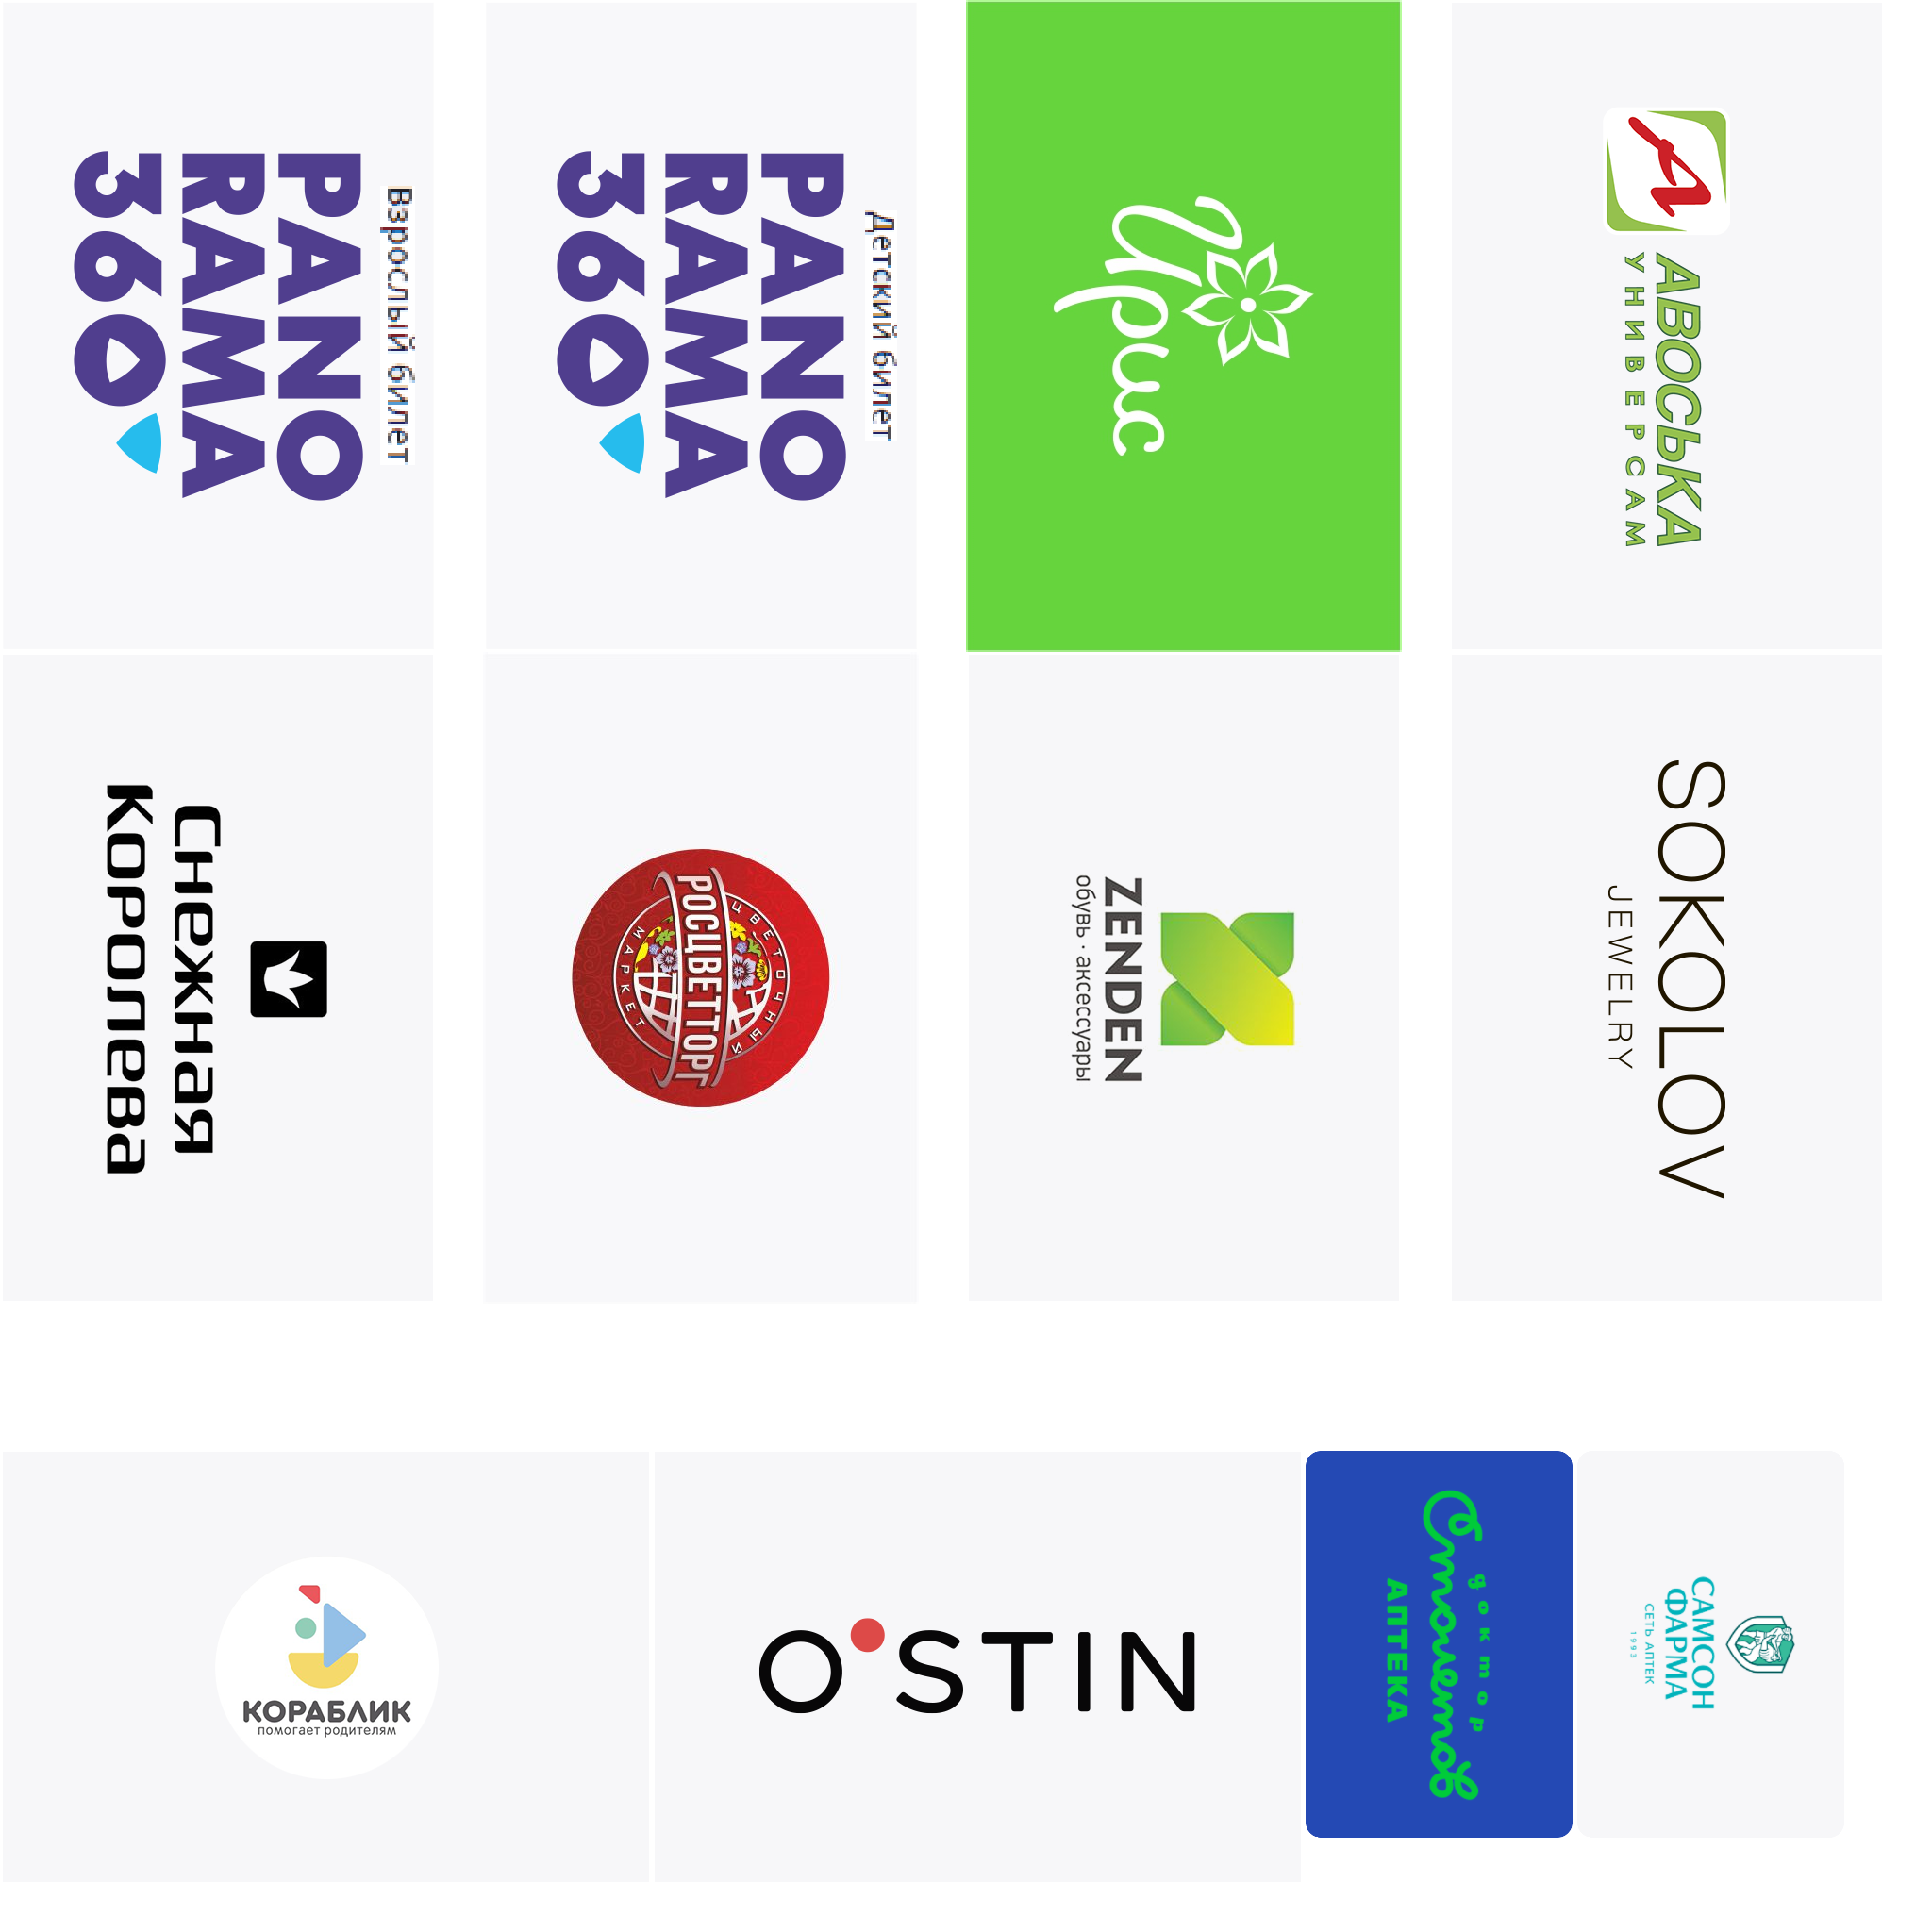 Взрослый билет
PANO
RAMA
360
Детский билет
PANO
RAMA
360
Ирис
АВОСЬКА
УНИВЕРСАМ
Снежная
Королева
ЦВЕТОЧНЫЙ
РОСЦВЕТТОРГ
МАРКЕТ
ZENDEN
обувь · аксессуары
SOKOLOV
JEWELRY
КОРАБЛИК
помогает родителям
O'STIN
доктор
Столетов
АПТЕКА
САМСОН
ФАРМА
СЕТЬ АПТЕК
1993